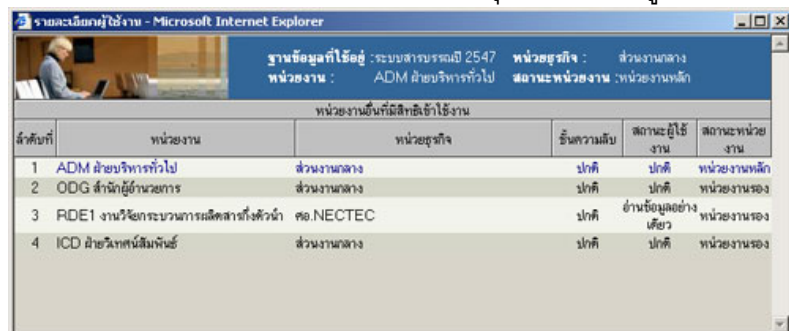 รายละเอียดผู้ใช้งาน - Microsoft Internet Explorer
ฐานข้อมูลที่ใช้อยู่ :ระบบสารบรรณปี 2547 หน่วยธุรกิจ : ส่วนงานกลาง
หน่วยงาน : ADM ฝ่ายบริหารทั่วไป สถานะหน่วยงาน :หน่วยงานหลัก
หน่วยงานอื่นที่มีสิทธิเข้าใช้งาน
ลำดับที่ หน่วยงาน หน่วยธุรกิจ ชั้นความลับ สถานะผู้ใช้งาน สถานะหน่วยงาน
1 ADM ฝ่ายบริหารทั่วไป ส่วนงานกลาง ปกติ ปกติ หน่วยงานหลัก
2 ODG สำนักผู้อำนวยการ ส่วนงานกลาง ปกติ ปกติ หน่วยงานรอง
3 RDE1 งานวิจัยกระบวนการผลิตสารกึ่งตัวนำ ศอ.NECTEC ปกติ อ่านข้อมูลอย่างเดียว หน่วยงานรอง
4 ICD ฝ่ายวิเทศน์สัมพันธ์ ส่วนงานกลาง ปกติ ปกติ หน่วยงานรอง